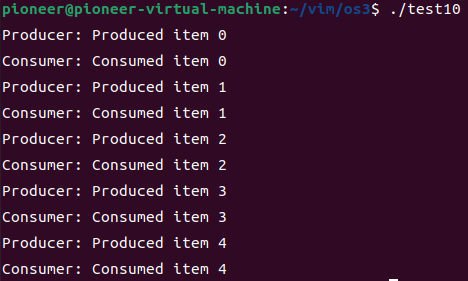 pioneer@pioneer-virtual-machine:~/vim/os3$ ./test10
Producer: Produced item 0
Consumer: Consumed item 0
Producer: Produced item 1
Consumer: Consumed item 1
Producer: Produced item 2
Consumer: Consumed item 2
Producer: Produced item 3
Consumer: Consumed item 3
Producer: Produced item 4
Consumer: Consumed item 4